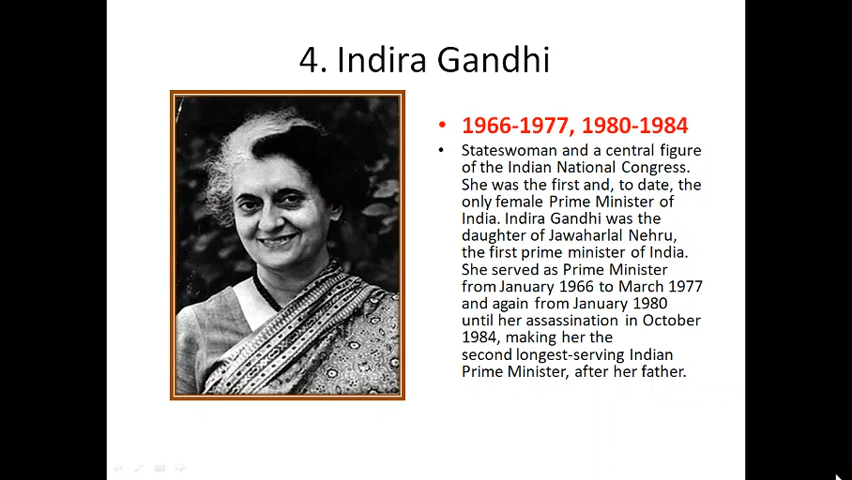 4. Indira Gandhi
• 1966-1977, 1980-1984
• Stateswoman and a central figure
of the Indian National Congress.
She was the first and, to date, the
only female Prime Minister of
India. Indira Gandhi was the
daughter of Jawaharlal Nehru,
the first prime minister of India.
She served as Prime Minister
from January 1966 to March 1977
and again from January 1980
until her assassination in October
1984, making her the
second longest-serving Indian
Prime Minister, after her father.